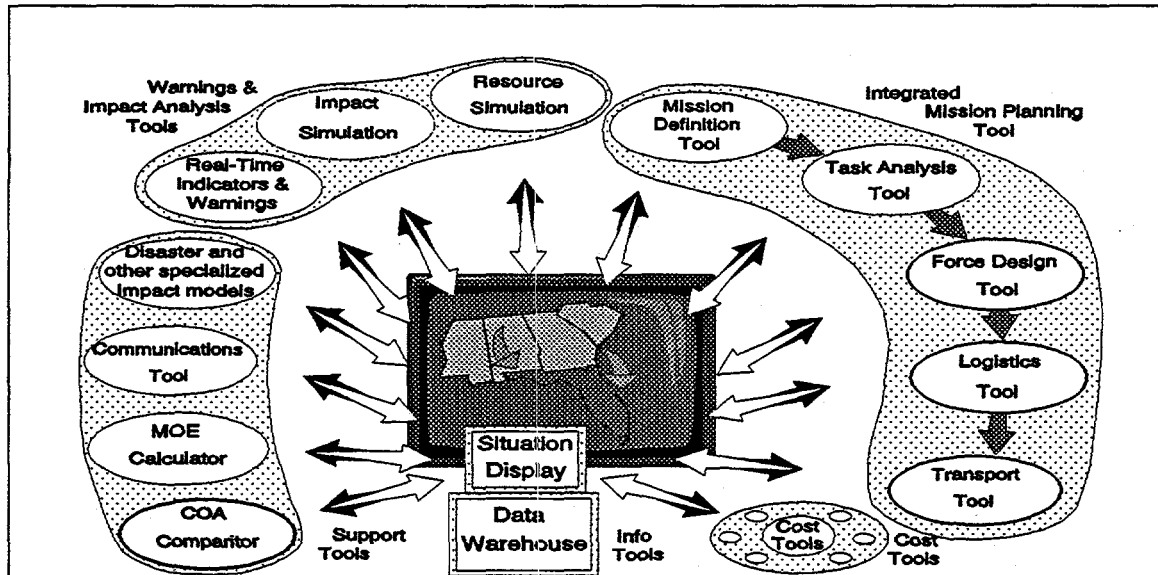 Warnings &
Impact Analysis
Tools
Impact
Simulation
Resource
Simulation
Real-Time
Indicators &
Warnings
Mission
Definition
Tool
Integrated
Mission Planning
Tool
Task Analysis
Tool
Force Design
Tool
Logistics
Tool
Transport
Tool
Disaster and
other specialized
impact models
Communications
Tool
MOE
Calculator
COA
Comparitor
Support
Tools
Situation
Display
Data
Warehouse
Info
Tools
Cost
Tools
Cost
Tools